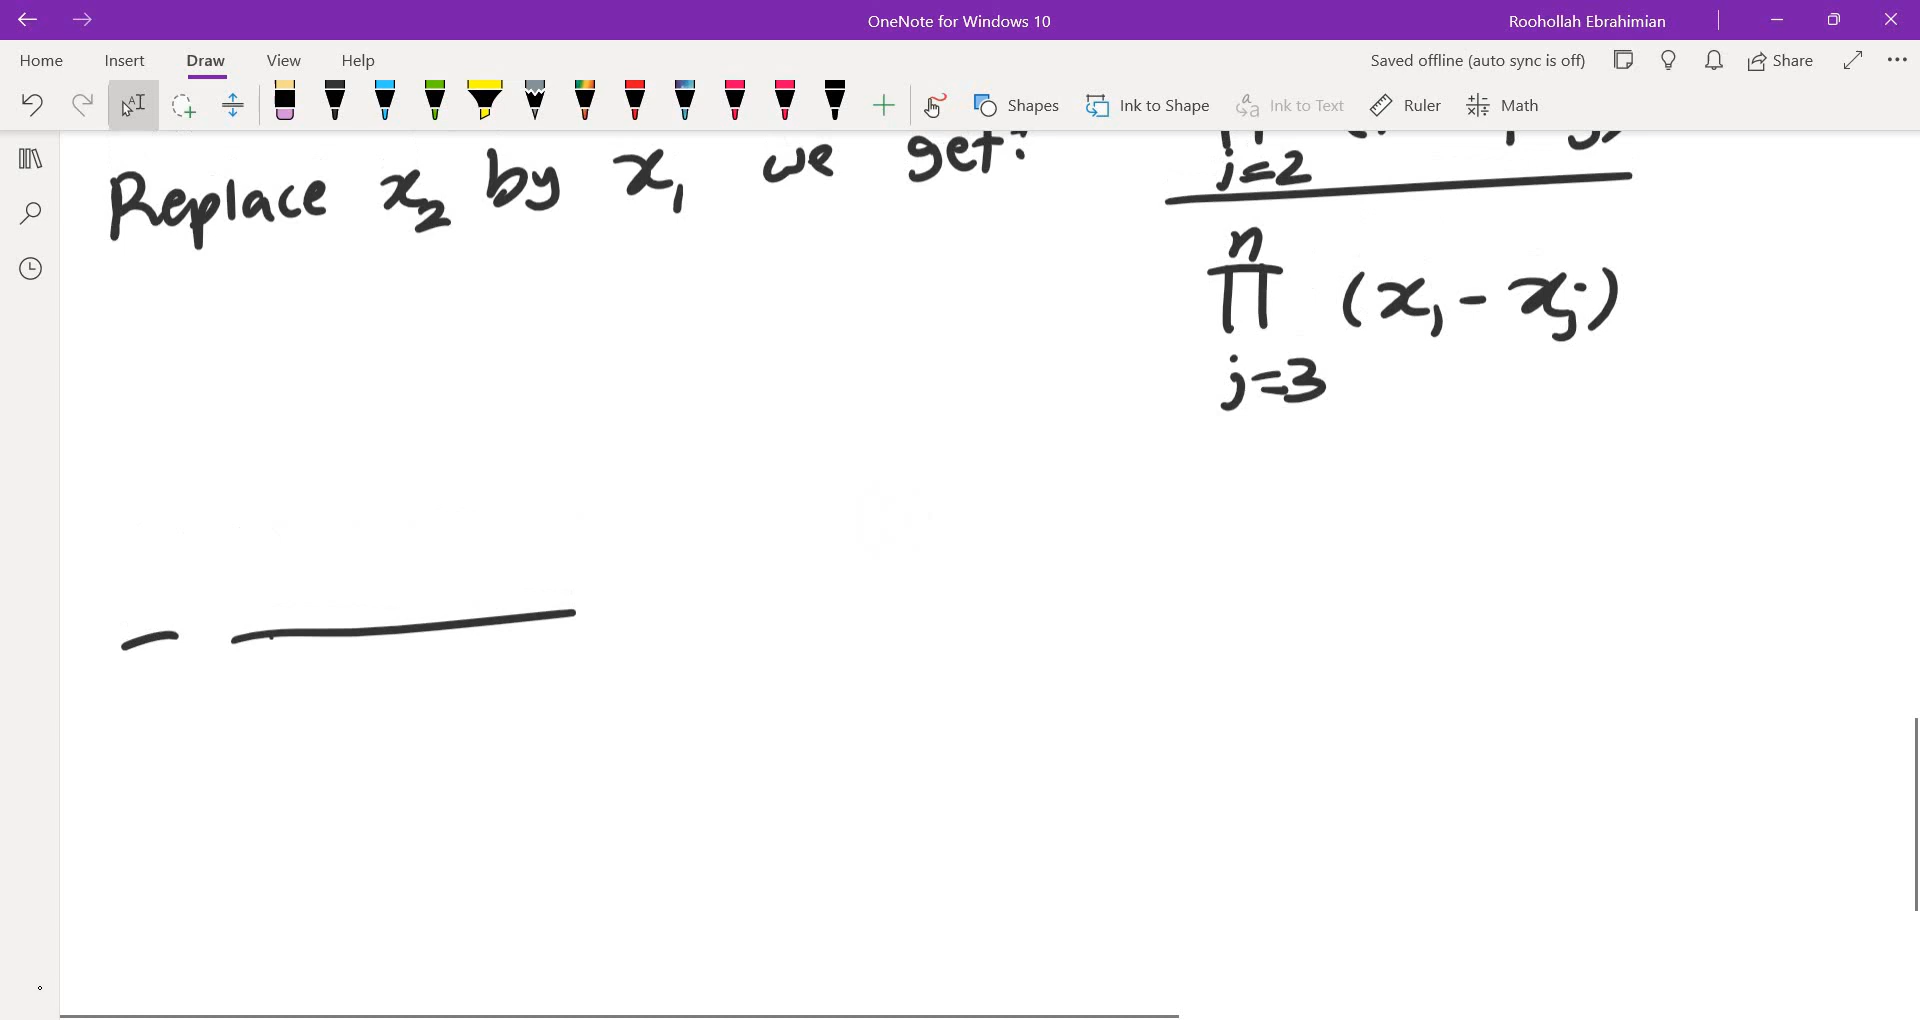 OneNote for Windows 10
Roohollah Ebrahimian
Home Insert Draw View Help
Saved offline (auto sync is off) Share
Shapes Ink to Shape Ink to Text Ruler Math
Replace x₂ by x₁ we get:
j=2
n
∏ (x₁ - xⱼ)
j=3
—